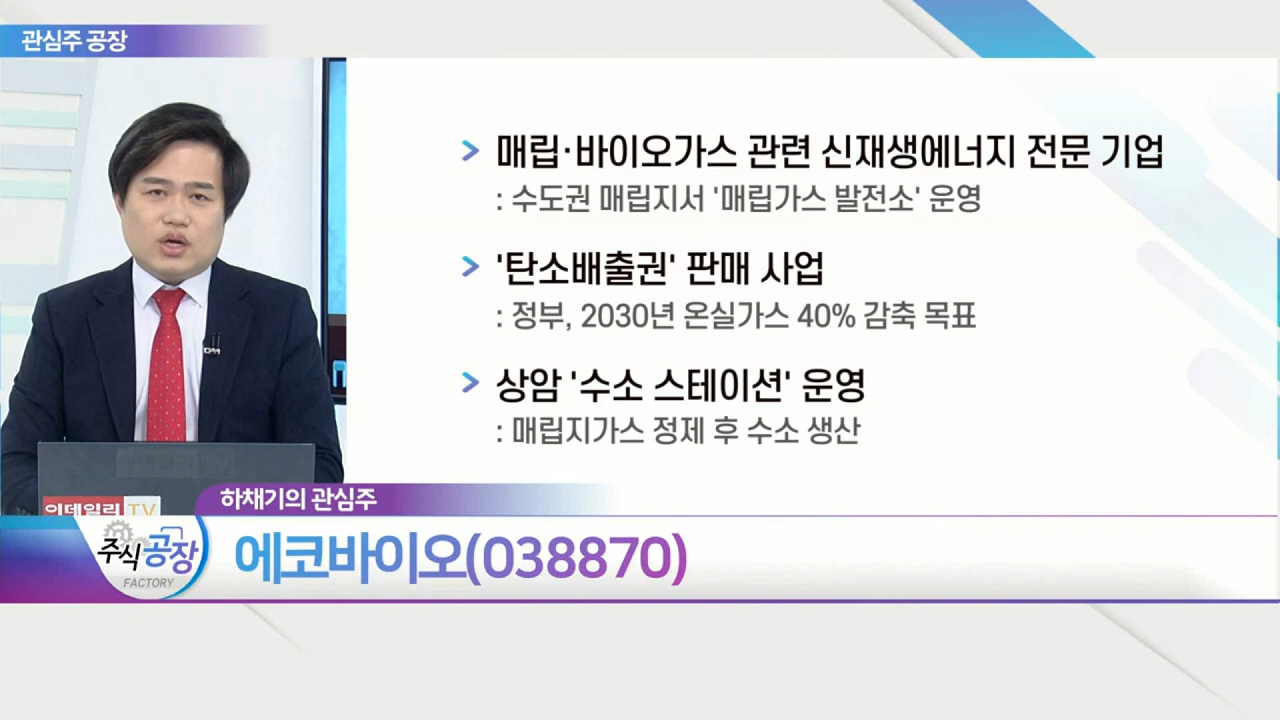 관심주 공장
> 매립·바이오가스 관련 신재생에너지 전문 기업
: 수도권 매립지서 '매립가스 발전소' 운영
> '탄소배출권' 판매 사업
: 정부, 2030년 온실가스 40% 감축 목표
> 상암 '수소 스테이션' 운영
: 매립지가스 정제 후 수소 생산
이데일리 TV
하채기의 관심주
주식공장
FACTORY
에코바이오(038870)